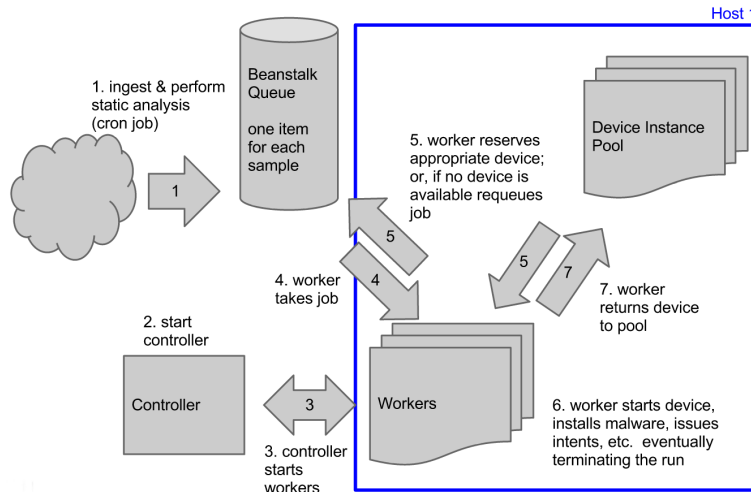 Host 1
1. ingest & perform
static analysis
(cron job)
1
Beanstalk
Queue
one item
for each
sample
Device Instance
Pool
5. worker reserves
appropriate device;
or, if no device is
available requeues
job
5
4
4. worker
takes job
5
7
7. worker
returns device
to pool
2. start
controller
Controller
3
3. controller
starts
workers
Workers
6. worker starts device,
installs malware, issues
intents, etc. eventually
terminating the run